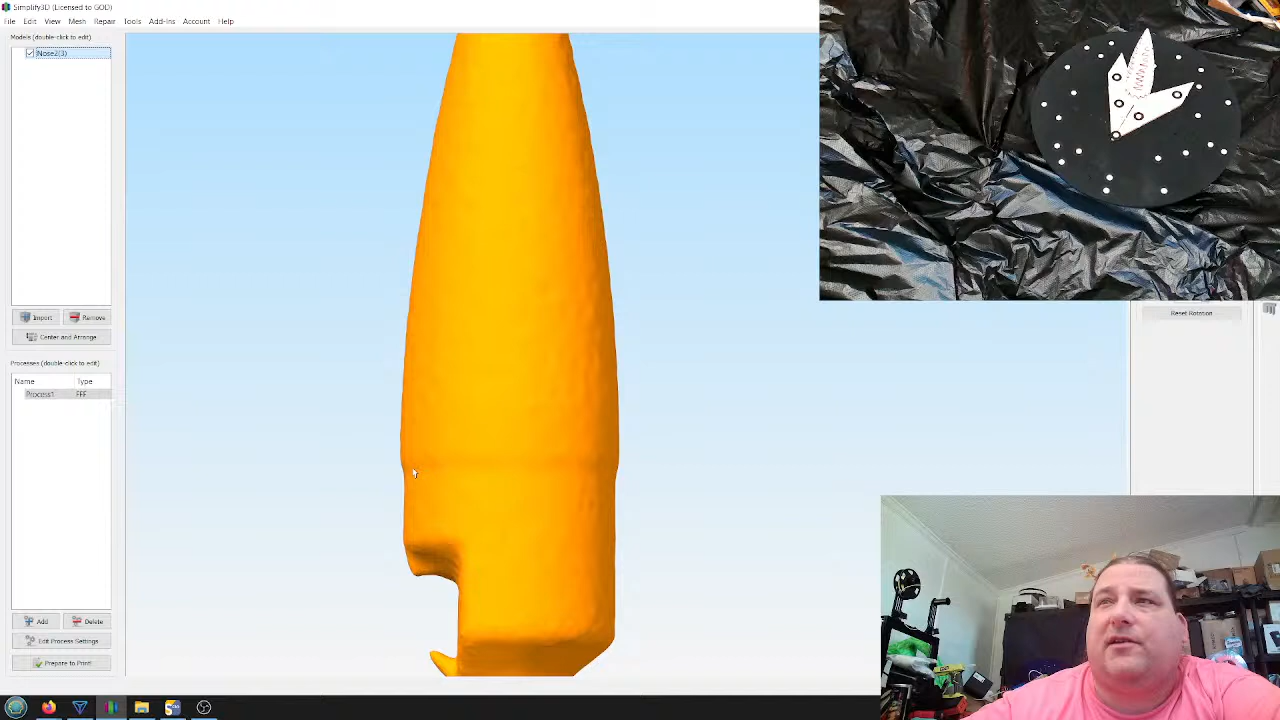 Simplify3D (Licensed to GOD)
File Edit View Mesh Repair Tools Add-Ins Account Help
Models (double-click to edit)
Nose2(3)
Import Remove
Center and Arrange
Processes (double-click to edit)
Name Type
Process1 FFF
Add Delete
Edit Process Settings
Prepare to Print!
Reset Rotation